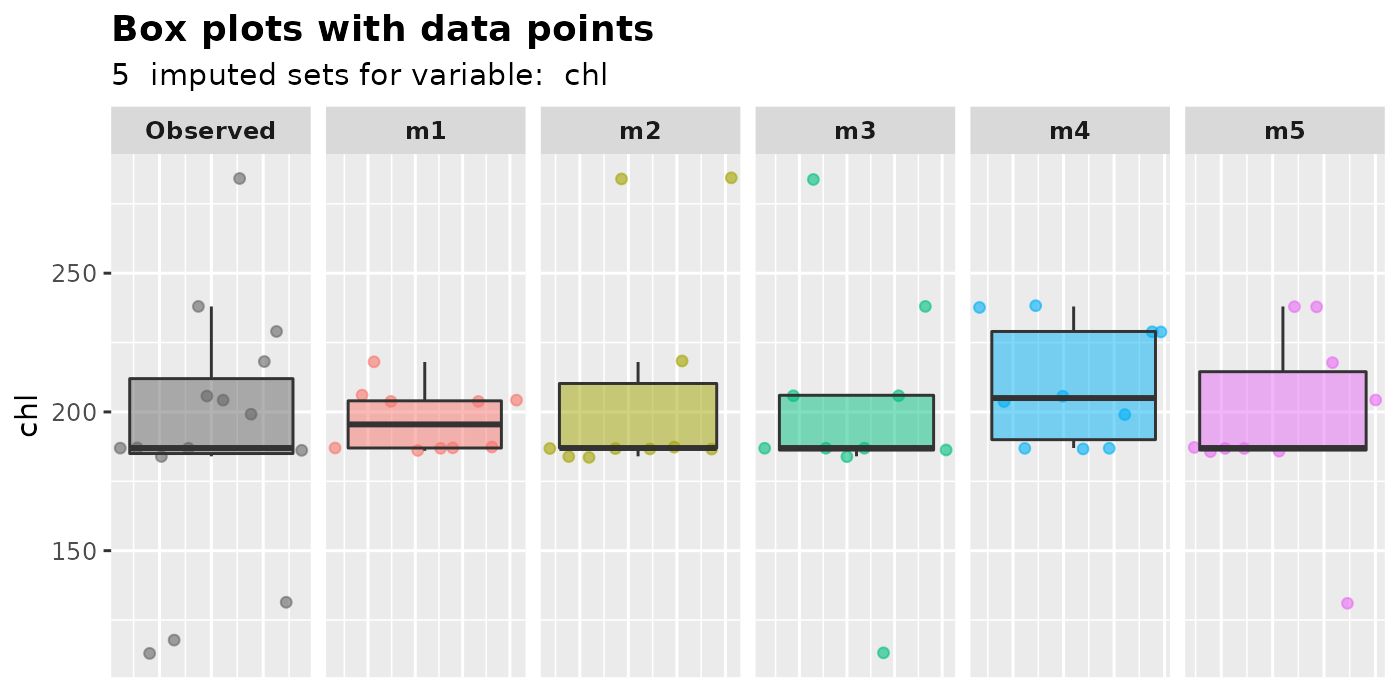 Box plots with data points
5  imputed sets for variable:  chl
Observed m1 m2 m3 m4 m5
250
200
150
chl